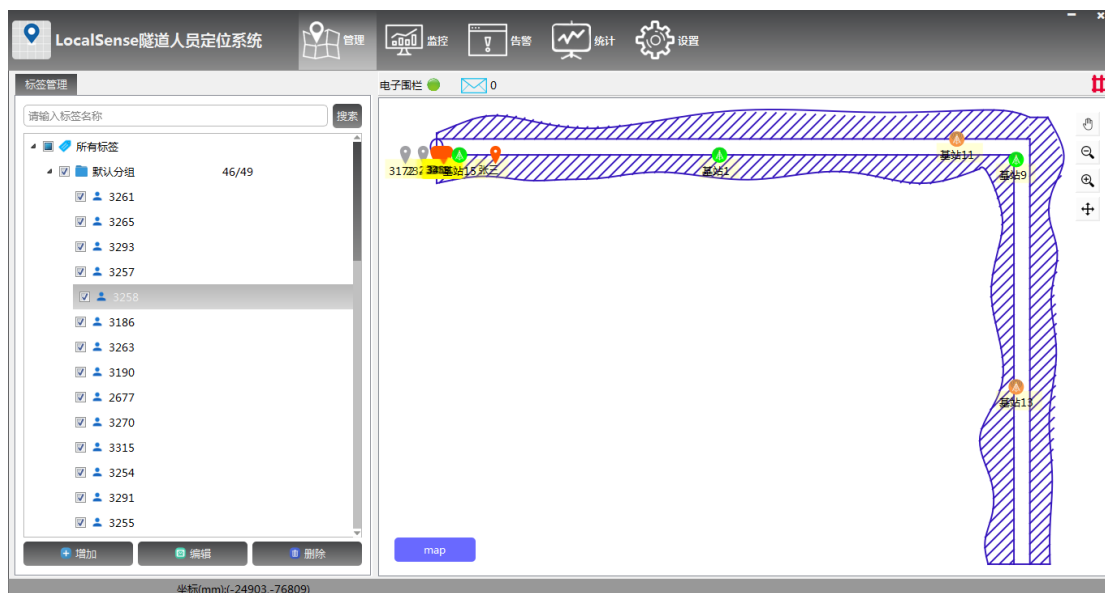 LocalSense隧道人员定位系统
管理
监控
告警
统计
设置
标签管理
电子围栏
0
请输入标签名称
搜索
所有标签
默认分组 46/49
3261
3265
3293
3257
3258
3186
3263
3190
2677
3270
3315
3254
3291
3255
增加
编辑
删除
3172
基站15
张三
基站1
基站11
基站9
基站13
map
坐标(mm):(-24903,-76809)